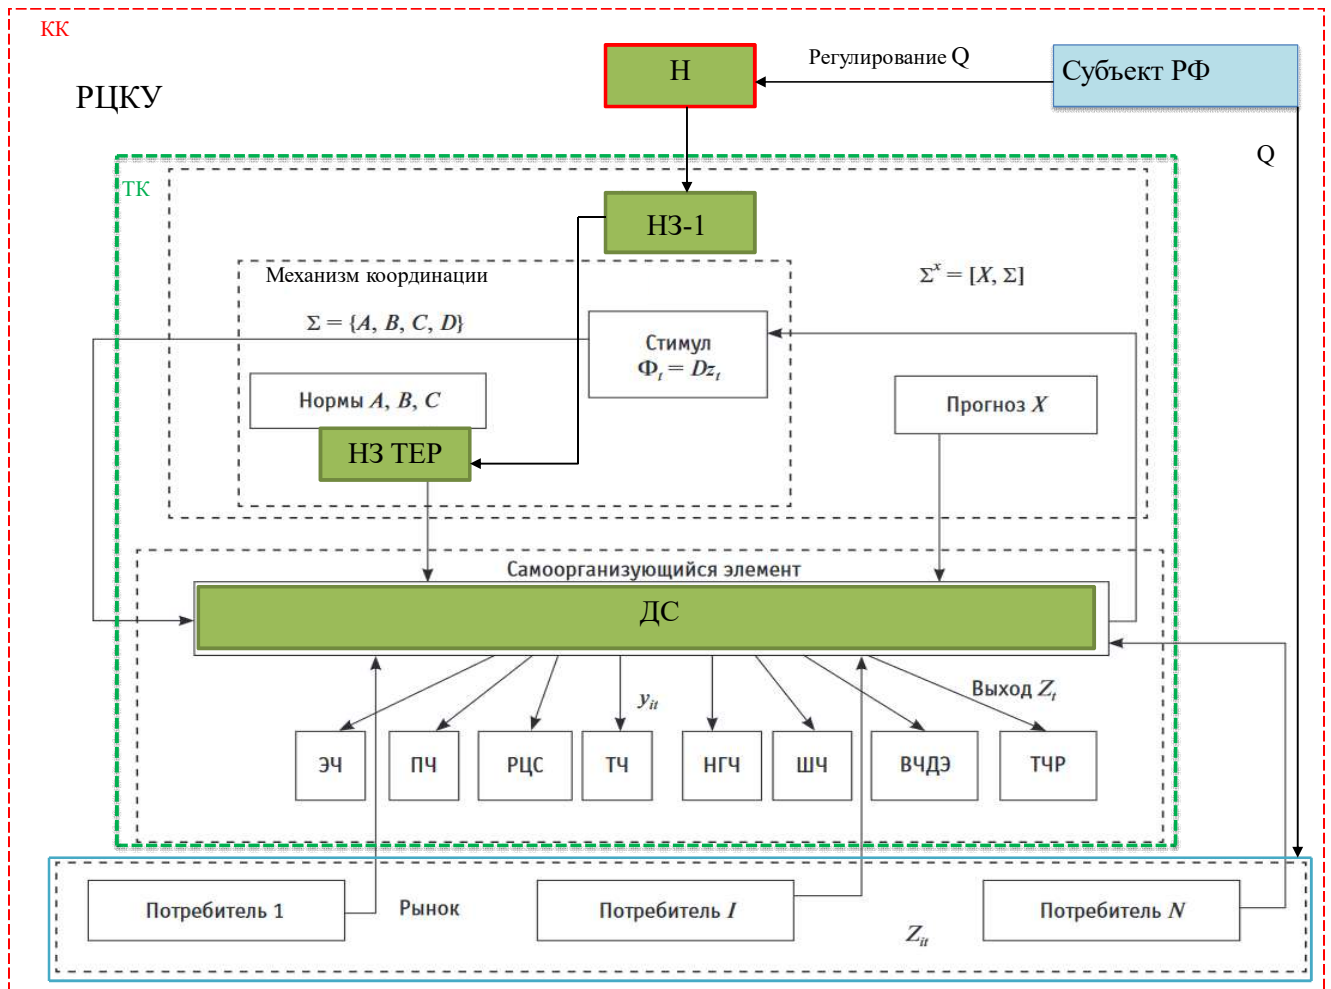 КК
РЦКУ
Н
Регулирование Q
Субъект РФ
Q
ТК
НЗ-1
Механизм координации
Σ = {A, B, C, D}
Σˣ = [X, Σ]
Стимул
Φₜ = Dzₜ
Нормы A, B, C
НЗ ТЕР
Прогноз X
Самоорганизующийся элемент
ДС
yᵢₜ
Выход Zₜ
ЭЧ
ПЧ
РЦС
ТЧ
НГЧ
ШЧ
ВЧДЭ
ТЧР
Потребитель 1
Рынок
Потребитель I
Zᵢₜ
Потребитель N